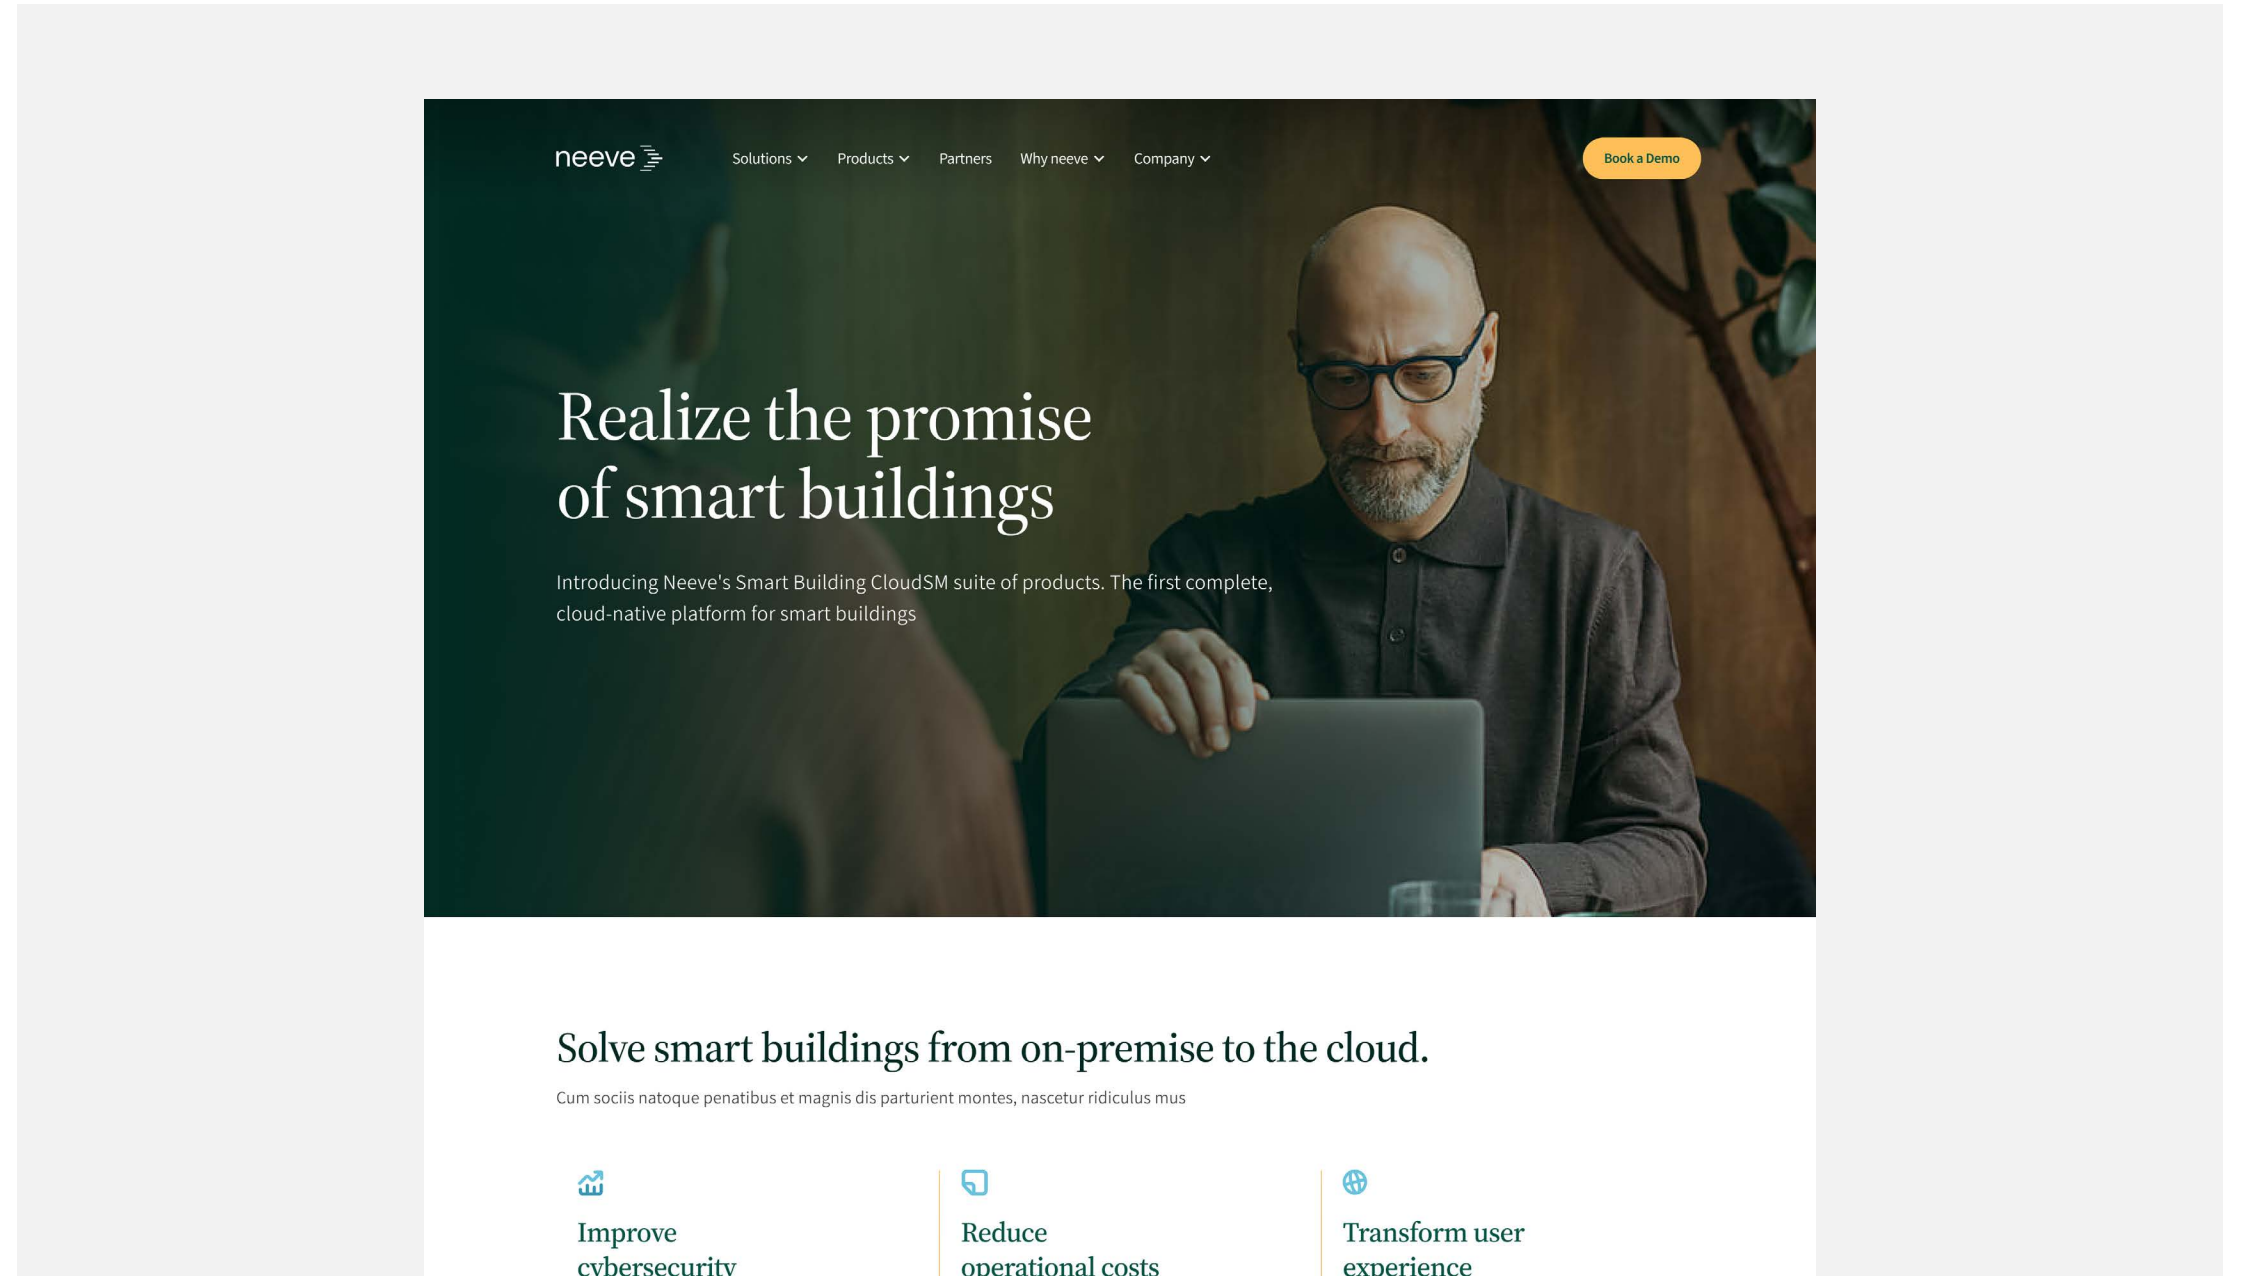 neeve
Solutions
Products
Partners
Why neeve
Company
Book a Demo
Realize the promise
of smart buildings
Introducing Neeve's Smart Building CloudSM suite of products. The first complete,
cloud-native platform for smart buildings
Solve smart buildings from on-premise to the cloud.
Cum sociis natoque penatibus et magnis dis parturient montes, nascetur ridiculus mus
Improve
cybersecurity
Reduce
operational costs
Transform user
experience